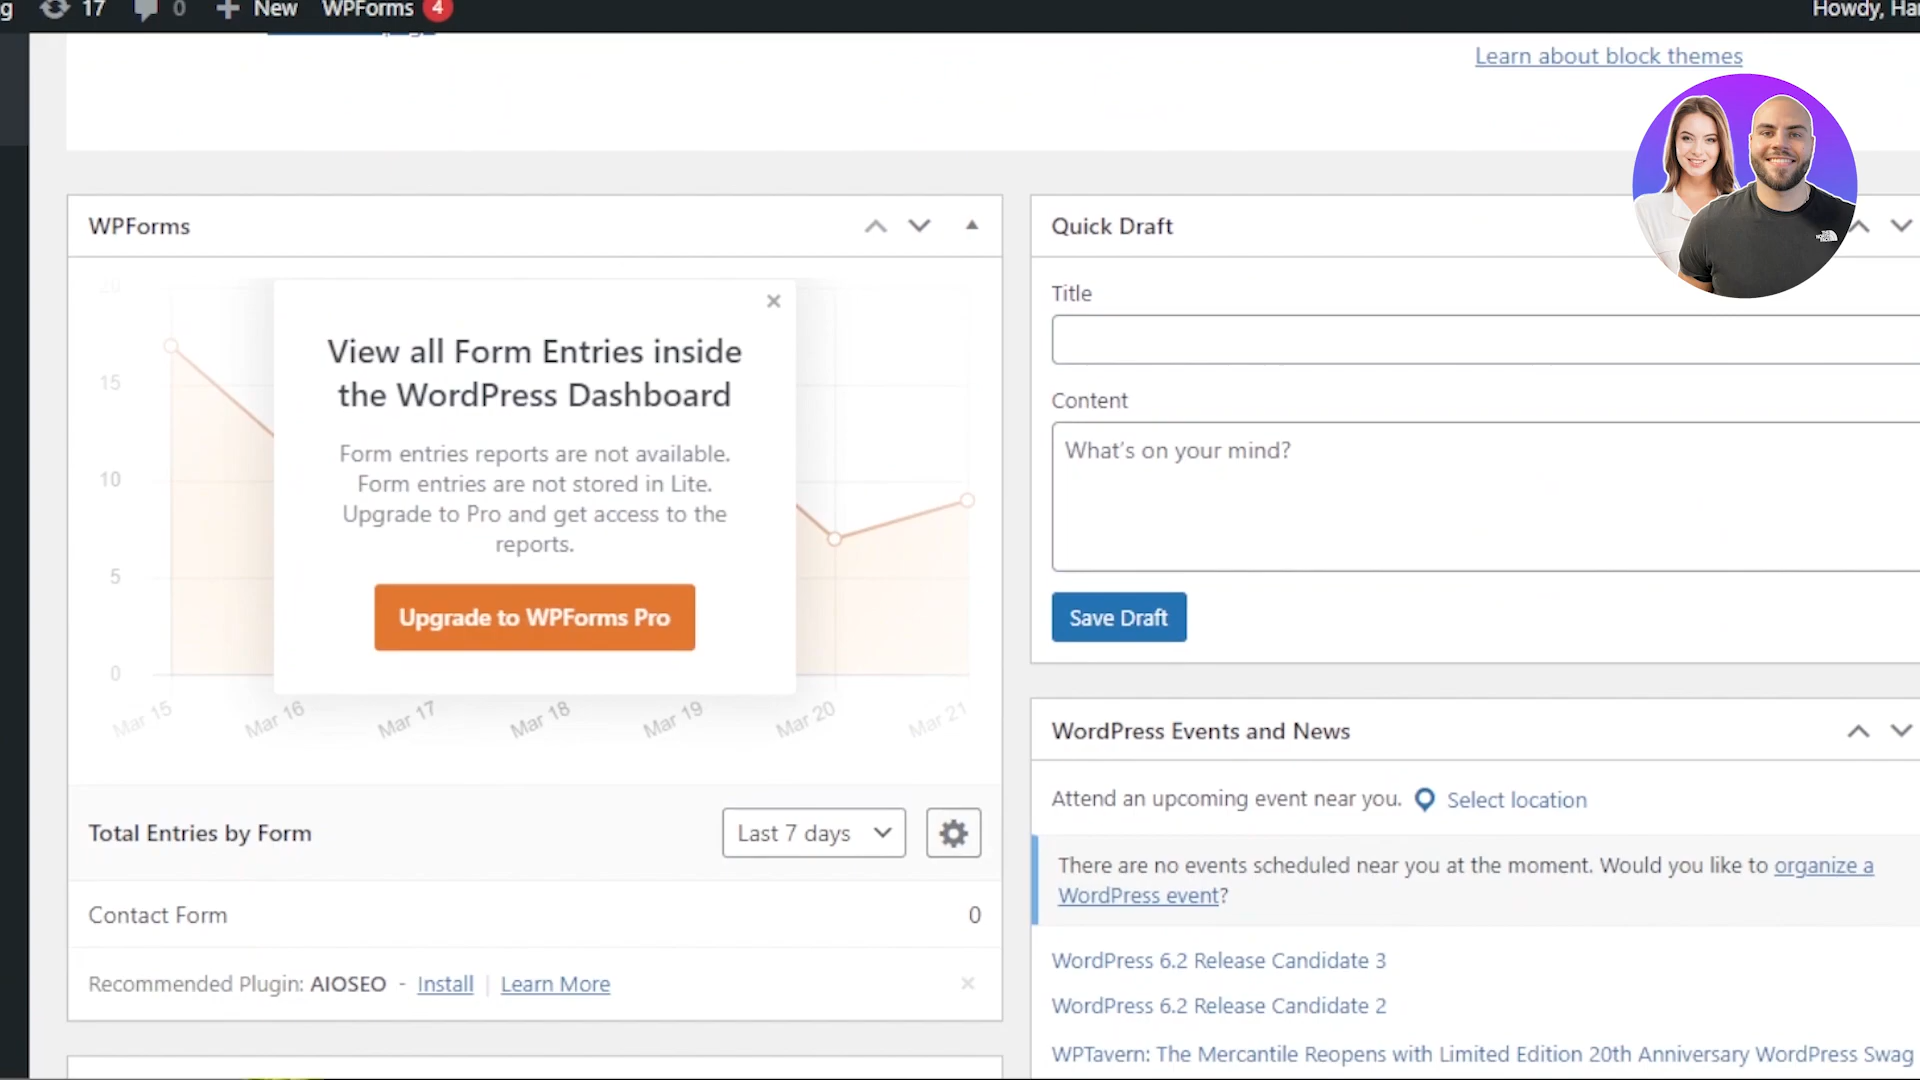 g 17 0 New WPForms 4 Howdy, Har
Learn about block themes
WPForms
20
15
10
5
0
Mar 15 Mar 16 Mar 17 Mar 18 Mar 19 Mar 20 Mar 21
View all Form Entries inside
the WordPress Dashboard
Form entries reports are not available.
Form entries are not stored in Lite.
Upgrade to Pro and get access to the
reports.
Upgrade to WPForms Pro
Total Entries by Form Last 7 days
Contact Form 0
Recommended Plugin: AIOSEO - Install | Learn More
Quick Draft
Title
Content
What's on your mind?
Save Draft
WordPress Events and News
Attend an upcoming event near you. Select location
There are no events scheduled near you at the moment. Would you like to organize a
WordPress event?
WordPress 6.2 Release Candidate 3
WordPress 6.2 Release Candidate 2
WPTavern: The Mercantile Reopens with Limited Edition 20th Anniversary WordPress Swag